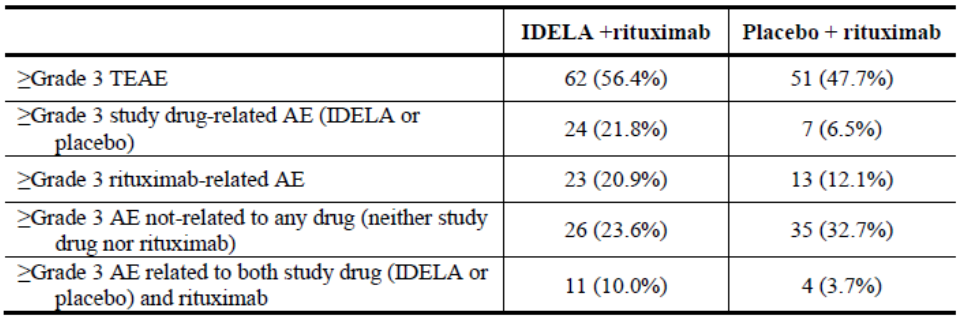 IDELA +rituximab Placebo + rituximab
≥Grade 3 TEAE 62 (56.4%) 51 (47.7%)
≥Grade 3 study drug-related AE (IDELA or
placebo) 24 (21.8%) 7 (6.5%)
≥Grade 3 rituximab-related AE 23 (20.9%) 13 (12.1%)
≥Grade 3 AE not-related to any drug (neither study
drug nor rituximab) 26 (23.6%) 35 (32.7%)
≥Grade 3 AE related to both study drug (IDELA or
placebo) and rituximab 11 (10.0%) 4 (3.7%)